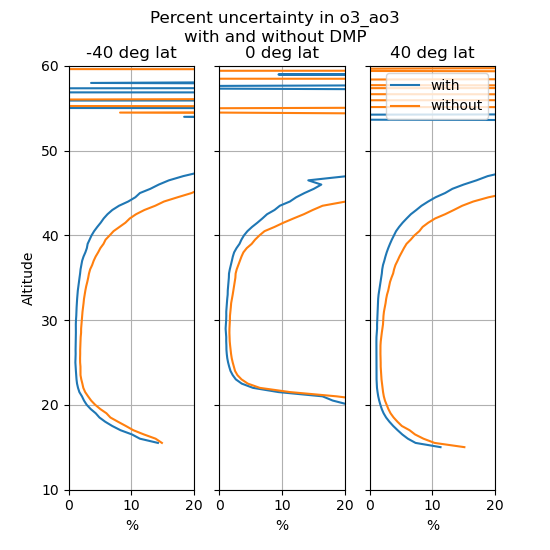 Percent uncertainty in o3_ao3
with and without DMP
-40 deg lat
0 deg lat
40 deg lat
with
without
Altitude
60
50
40
30
20
10
0
10
20
0
10
20
0
10
20
%
%
%